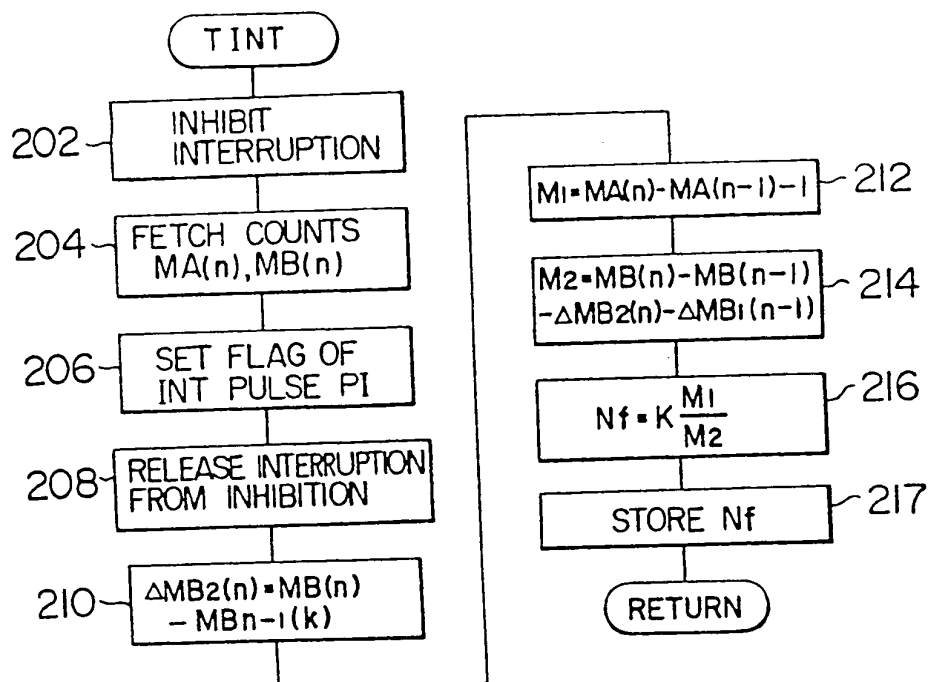 TINT
202
INHIBIT
INTERRUPTION
204
FETCH COUNTS
MA(n), MB(n)
206
SET FLAG OF
INT PULSE PI
208
RELEASE INTERRUPTION
FROM INHIBITION
210
ΔMB2(n)=MB(n)
-MBn-1(k)
M1=MA(n)-MA(n-1)-1
212
M2=MB(n)-MB(n-1)
-ΔMB2(n)-ΔMB1(n-1)
214
Nf=K M1/M2
216
STORE Nf
217
RETURN